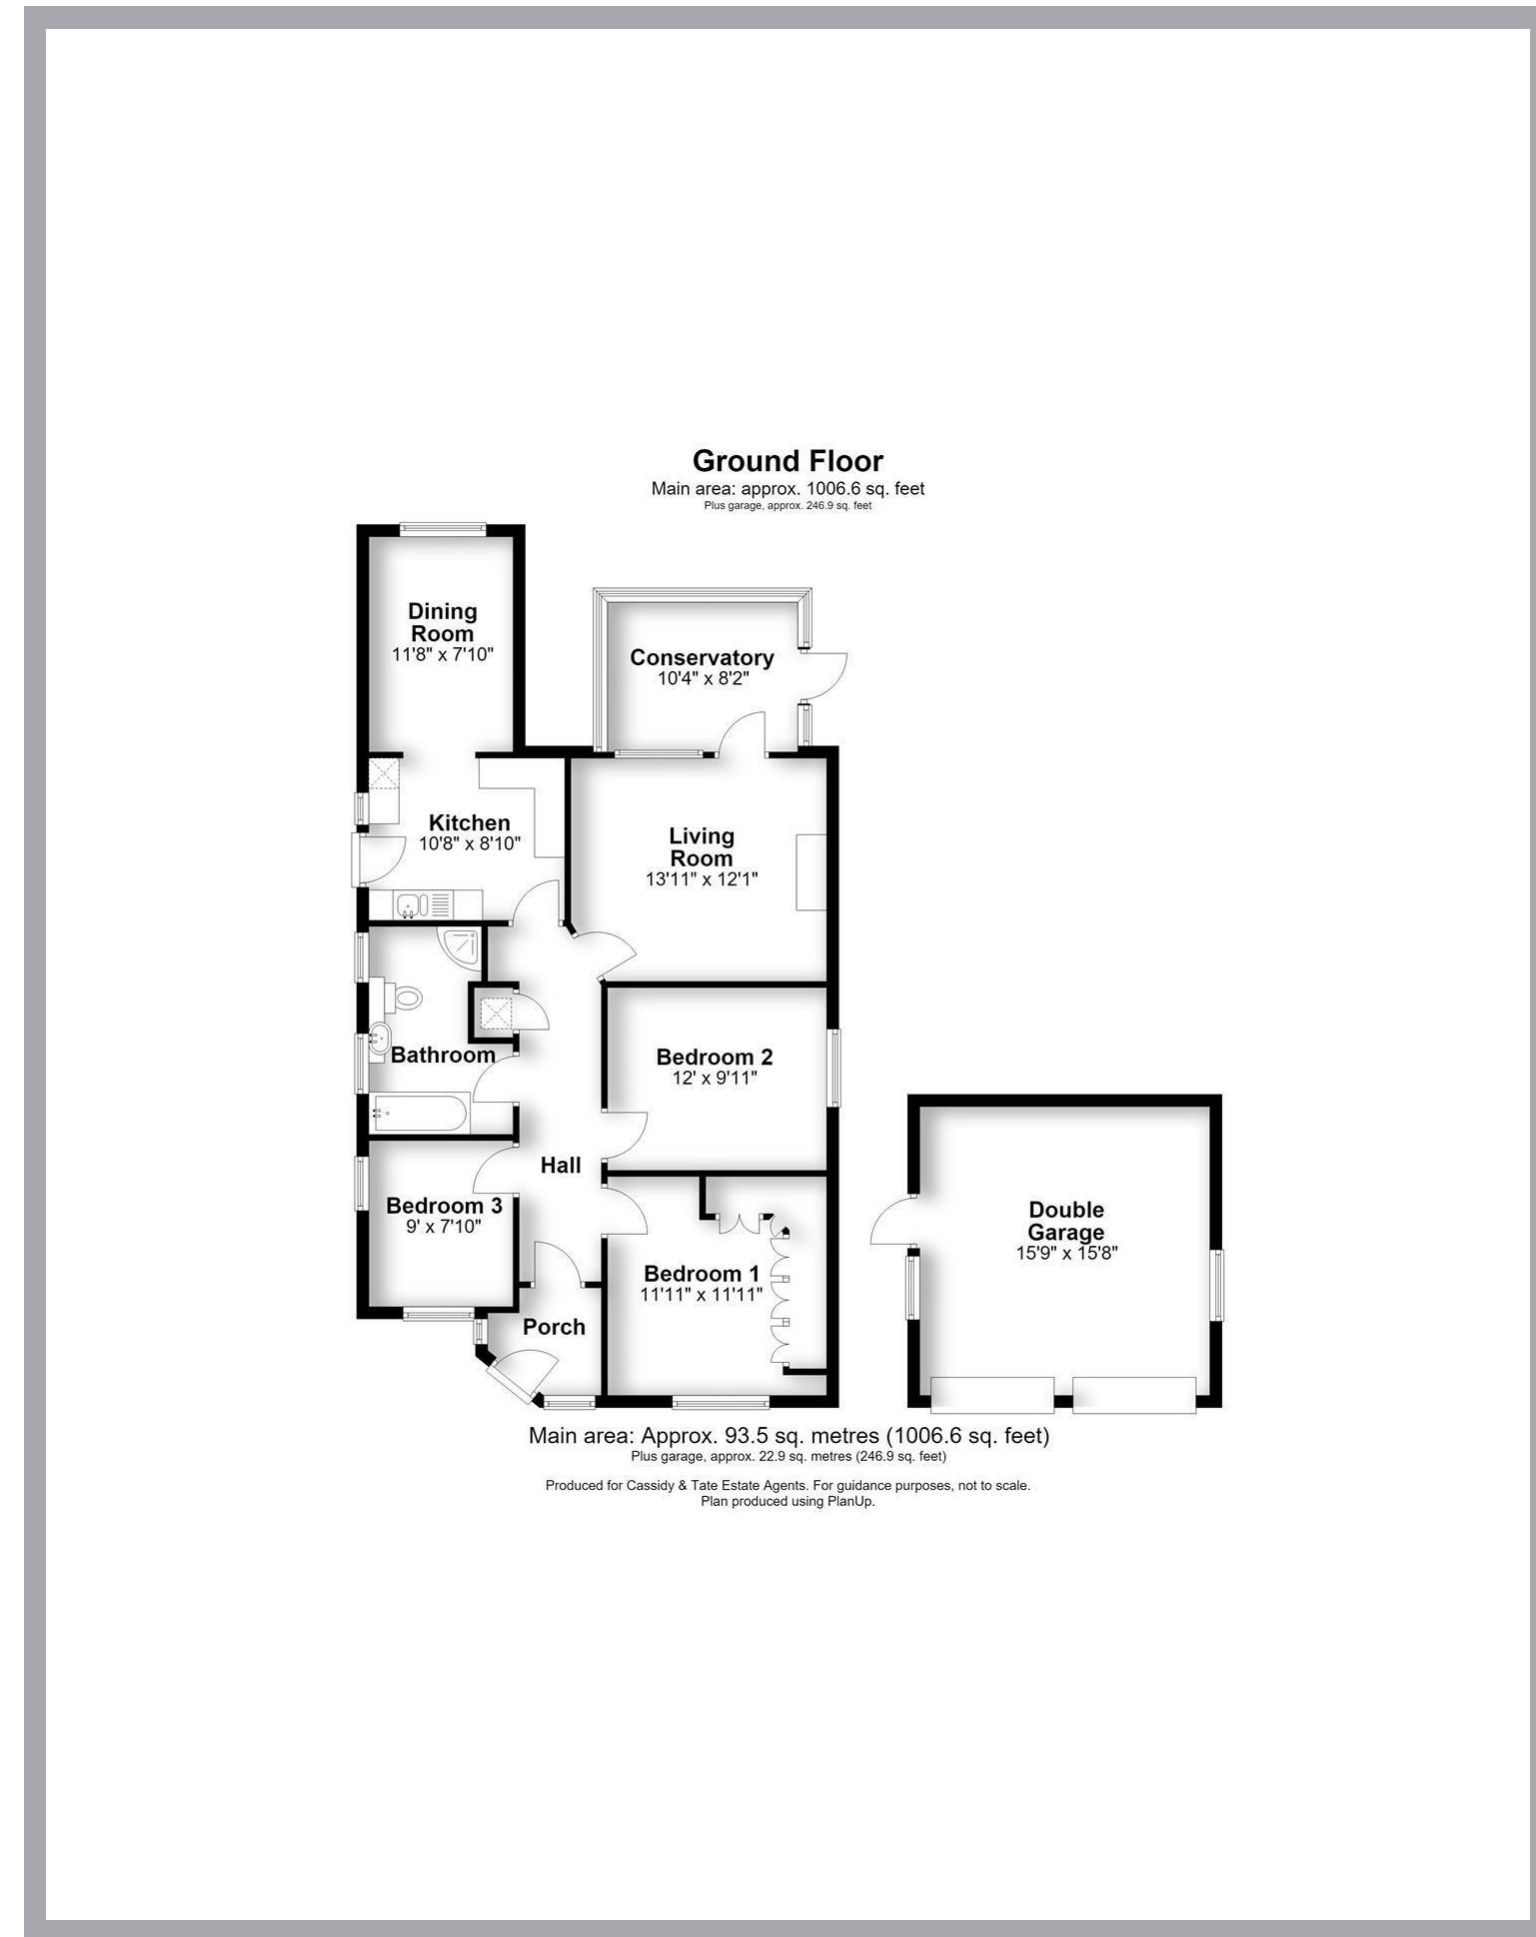 Ground Floor
Main area: approx. 1006.6 sq. feet
Plus garage, approx. 246.9 sq. feet
Dining
Room
11'8" x 7'10"
Conservatory
10'4" x 8'2"
Kitchen
10'8" x 8'10"
Living
Room
13'11" x 12'1"
Bathroom
Bedroom 2
12' x 9'11"
Hall
Bedroom 3
9' x 7'10"
Double
Garage
15'9" x 15'8"
Bedroom 1
11'11" x 11'11"
Porch
Main area: Approx. 93.5 sq. metres (1006.6 sq. feet)
Plus garage, approx. 22.9 sq. metres (246.9 sq. feet)
Produced for Cassidy & Tate Estate Agents. For guidance purposes, not to scale.
Plan produced using PlanUp.